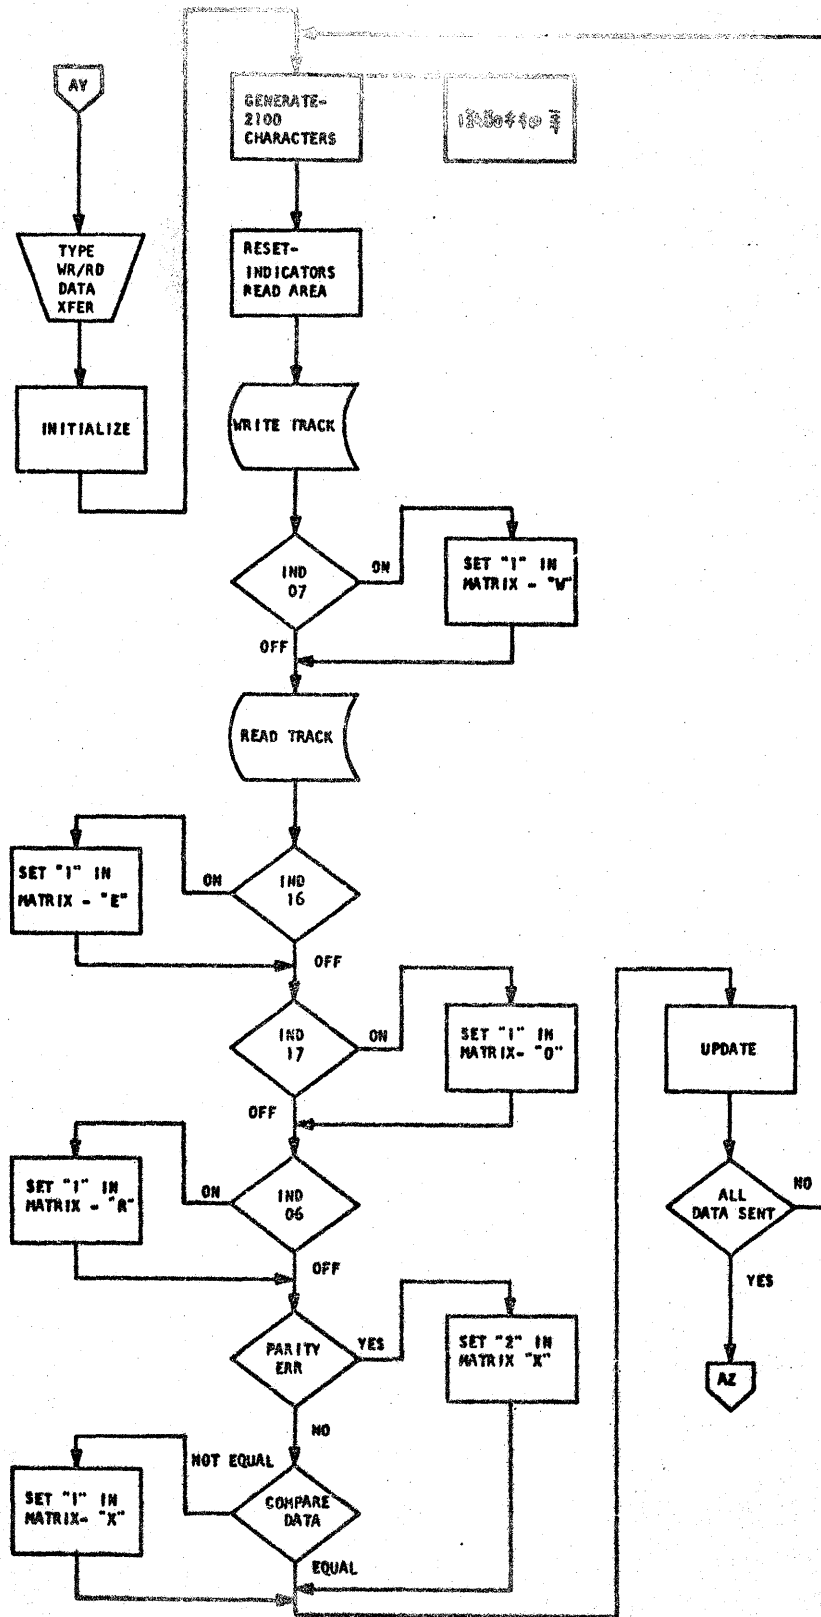 AY
TYPE
WR/RD
DATA
XFER
INITIALIZE
GENERATE-
2100
CHARACTERS
RESET-
INDICATORS
READ AREA
WRITE TRACK
IND
07
ON
SET "1" IN
MATRIX - "W"
OFF
READ TRACK
IND
16
ON
SET "1" IN
MATRIX - "E"
OFF
IND
17
ON
SET "1" IN
MATRIX- "O"
OFF
IND
06
ON
SET "1" IN
MATRIX - "R"
OFF
PARITY
ERR
YES
SET "2" IN
MATRIX "X"
NO
COMPARE
DATA
NOT EQUAL
SET "1" IN
MATRIX- "X"
EQUAL
UPDATE
ALL
DATA SENT
NO
YES
AZ